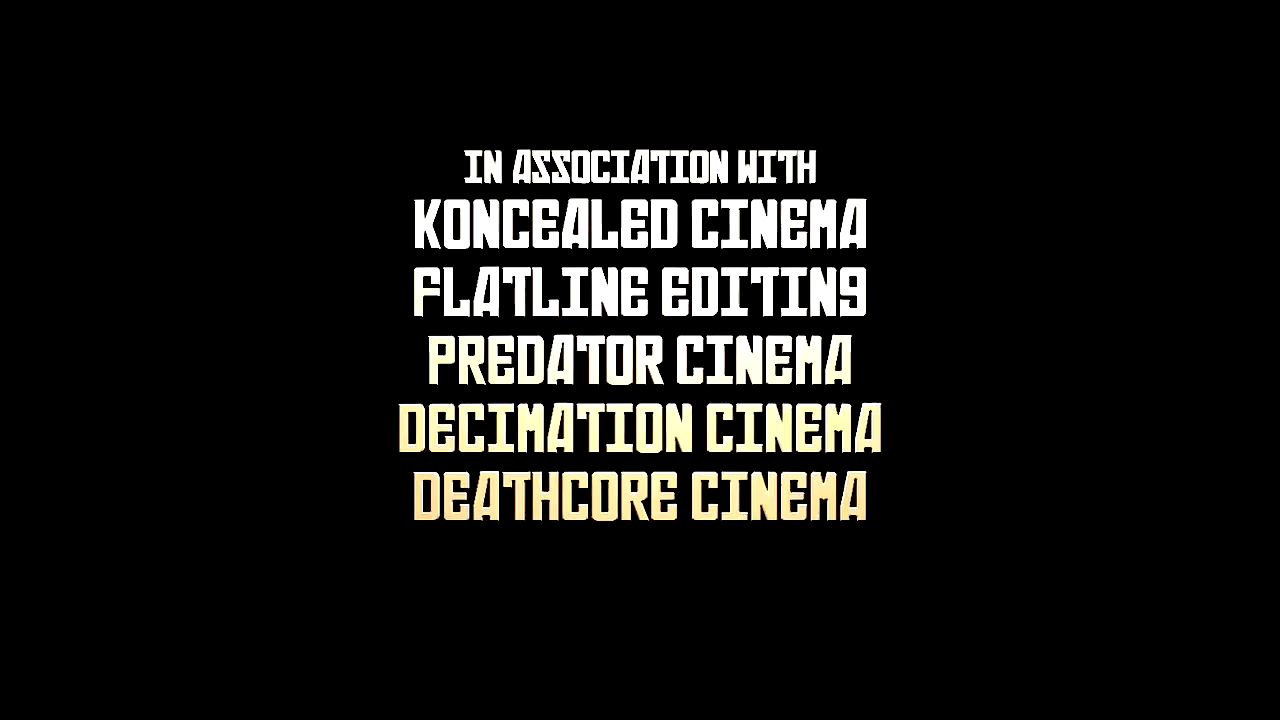 IN ASSOCIATION WITH
KONCEALED CINEMA
FLATLINE EDITING
PREDATOR CINEMA
DECIMATION CINEMA
DEATHCORE CINEMA